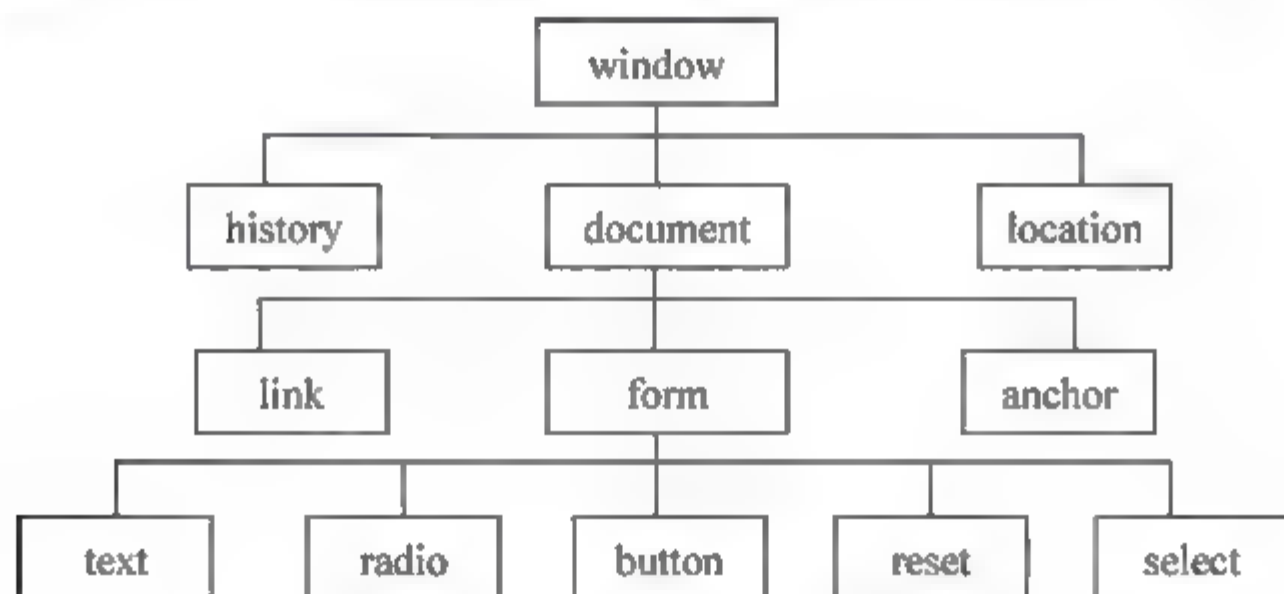 window
history document location
link form anchor
text radio button reset select